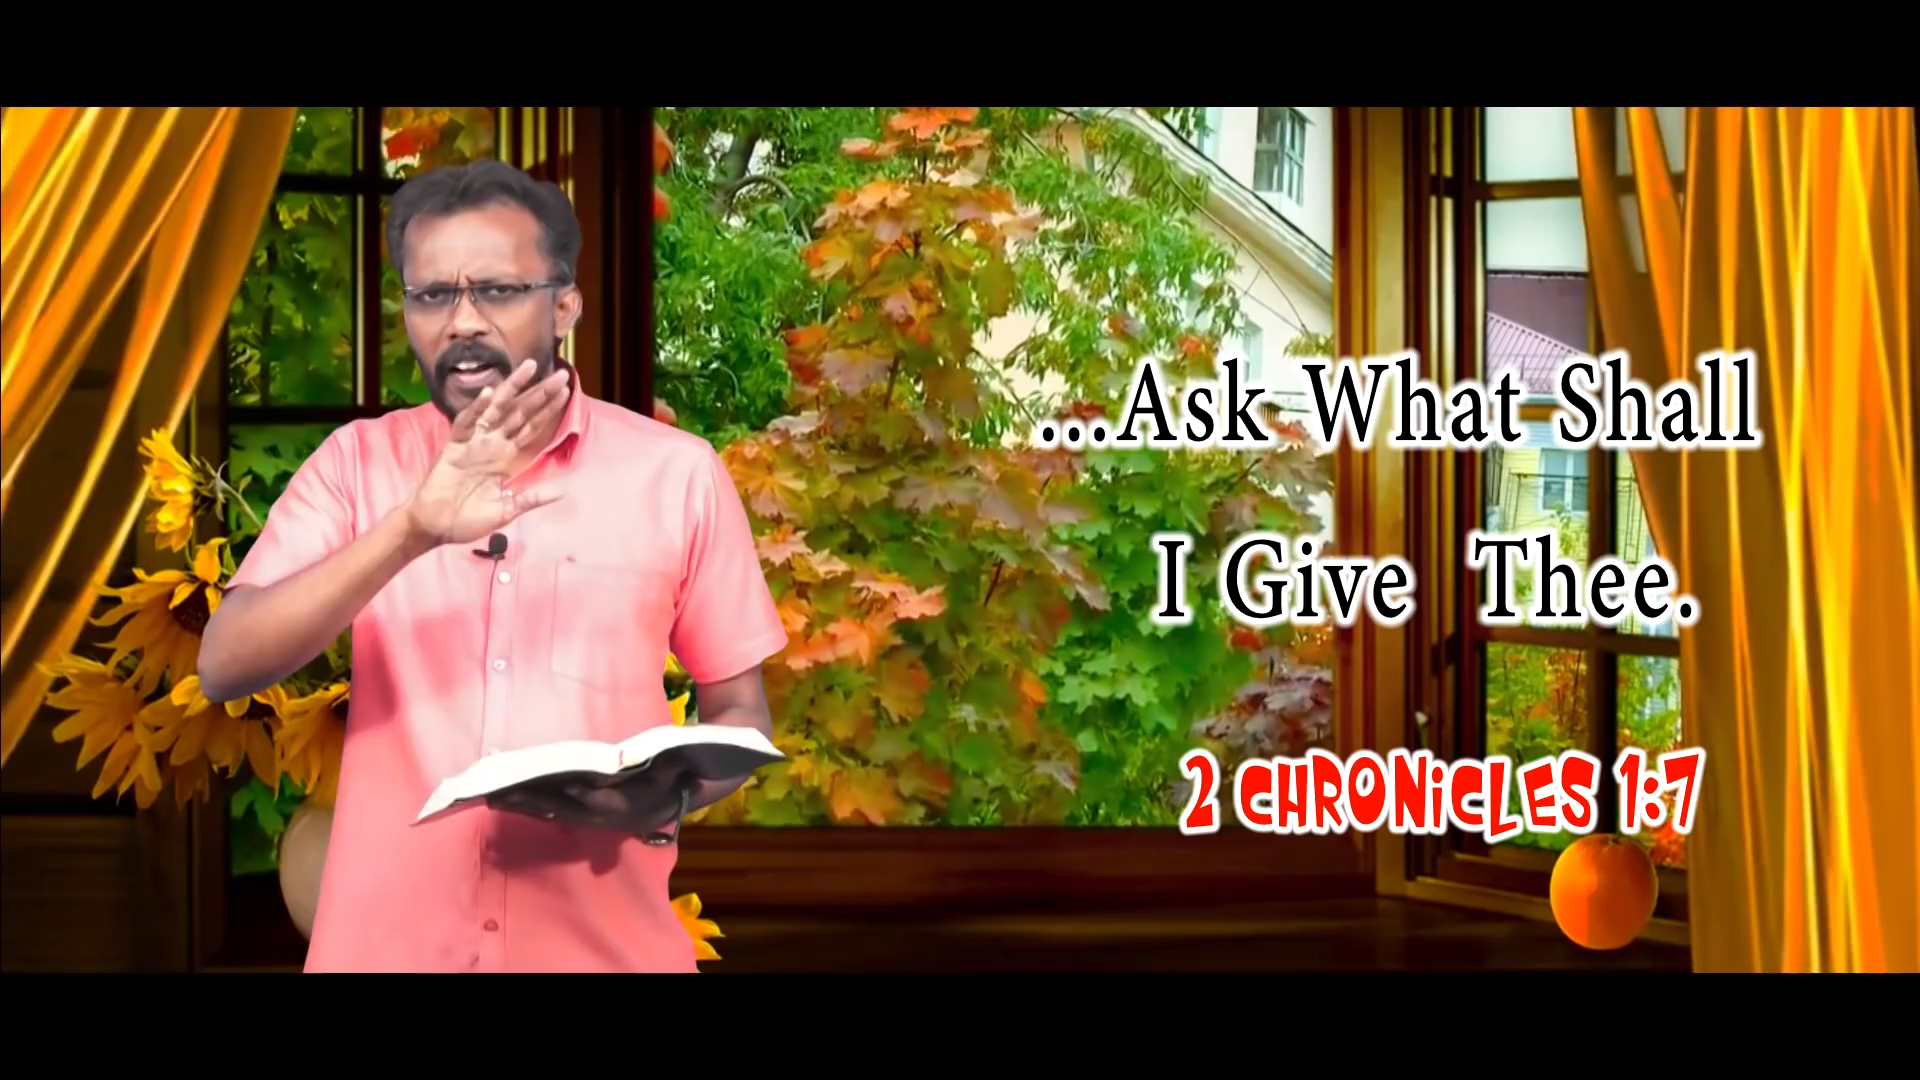 ...Ask What Shall
I Give Thee.
2 CHRONiCLES 1:7